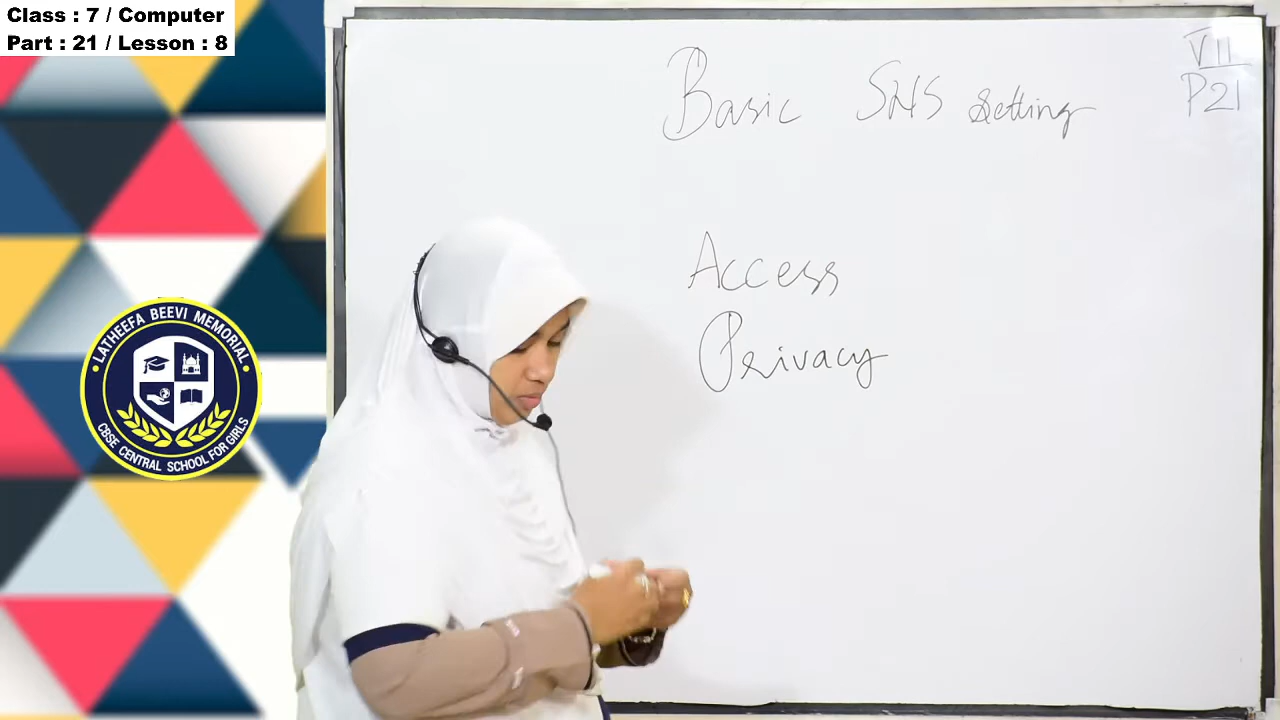 Class : 7 / Computer
Part : 21 / Lesson : 8
VII
P21
Basic SNS Setting
Access
Privacy
LATHEEFA BEEVI MEMORIAL
CBSE CENTRAL SCHOOL FOR GIRLS